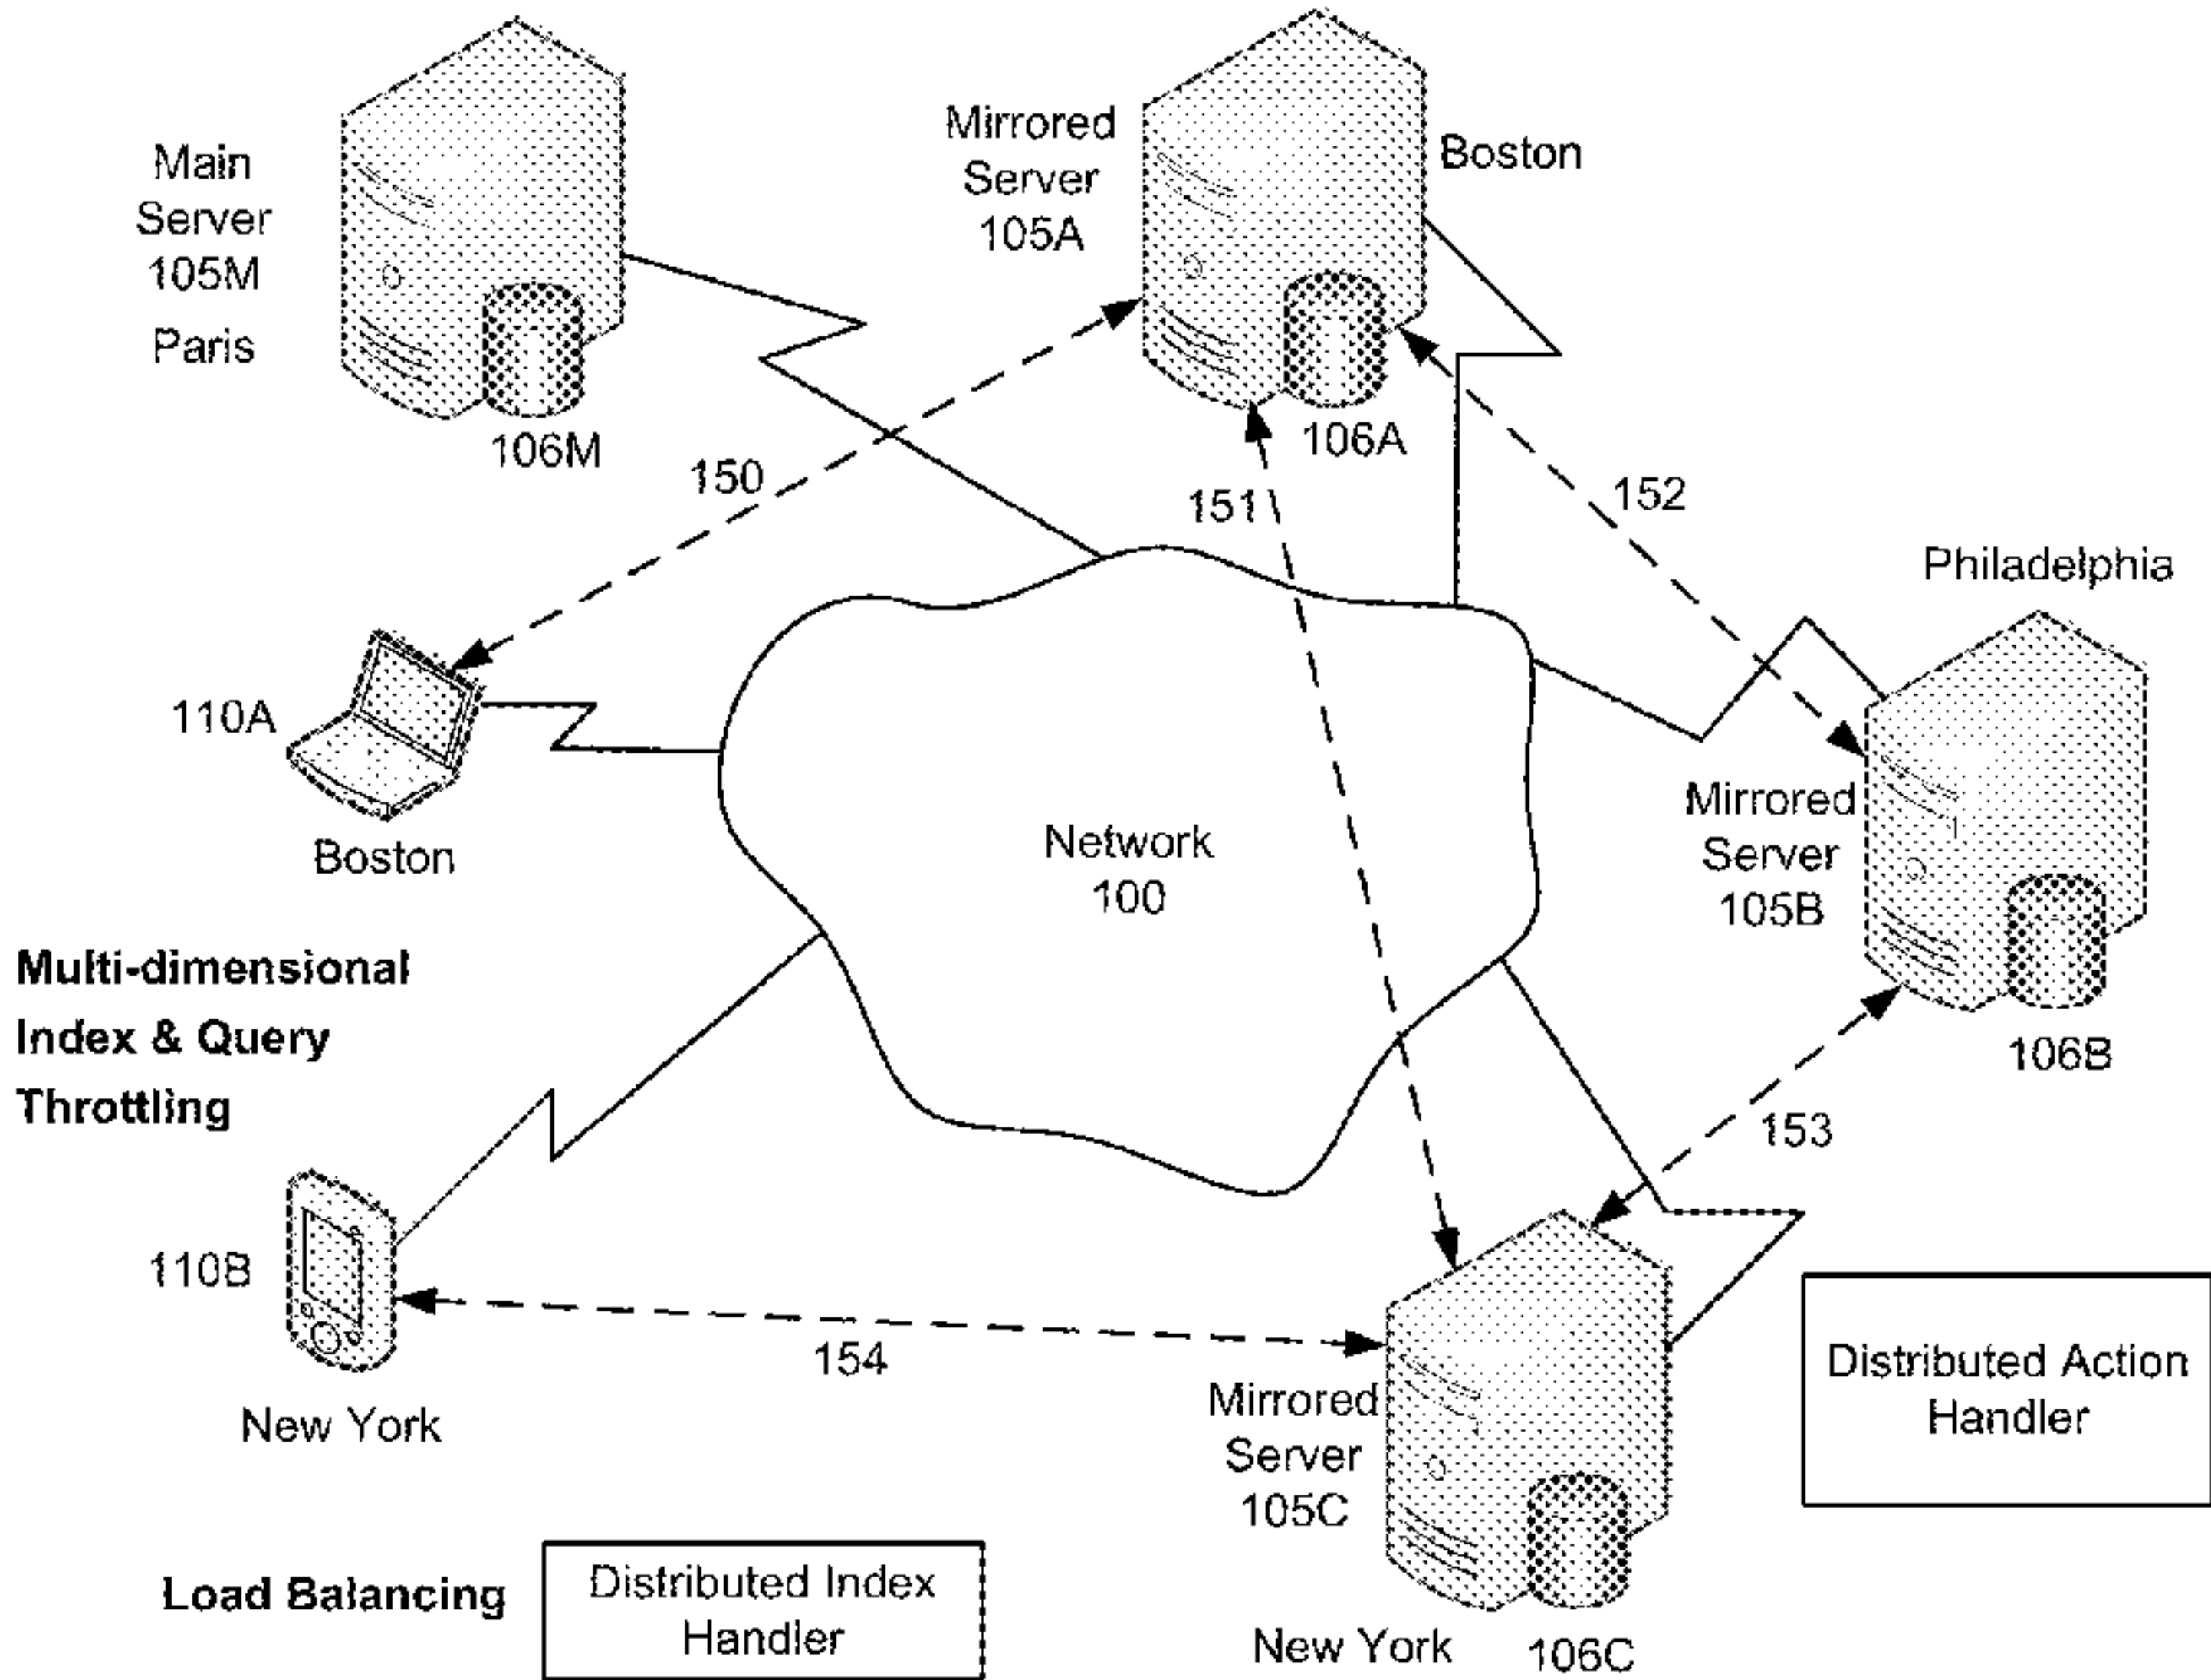 Main
Server
105M
Paris
106M
Mirrored
Server
105A
Boston
106A
150
151
152
Philadelphia
110A
Boston
Network
100
Mirrored
Server
105B
106B
Multi-dimensional
Index & Query
Throttling
153
110B
New York
154
Mirrored
Server
105C
New York
106C
Distributed Action
Handler
Load Balancing
Distributed Index
Handler